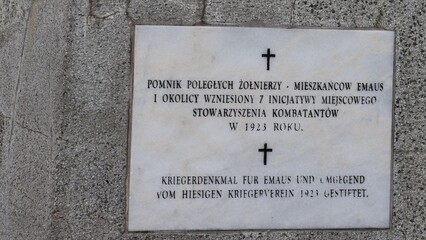 POMNIK POLEGŁYCH ŻOŁNIERZY - MIESZKAŃCÓW EMAUS
I OKOLICY WZNIESIONY Z INICJATYWY MIEJSCOWEGO
STOWARZYSZENIA KOMBATANTÓW
W 1923 ROKU.
KRIEGERDENKMAL FUR EMAUS UND UMGEGEND
VOM HIESIGEN KRIEGERVEREIN 1923 GESTIFTET.